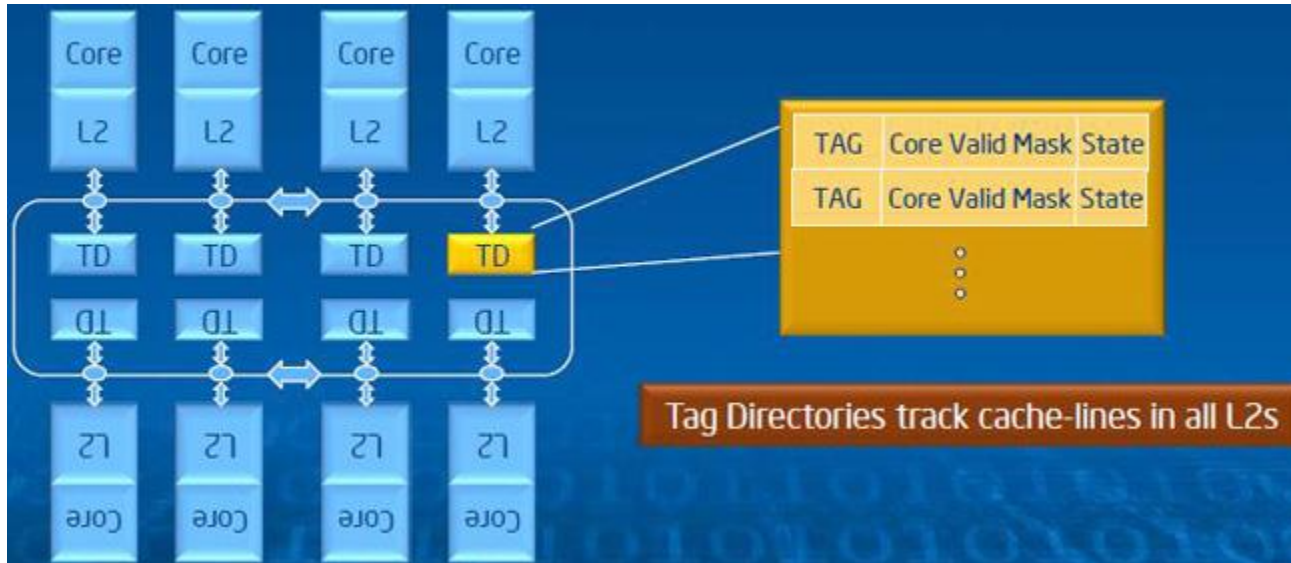 Core Core Core Core
L2 L2 L2 L2
TAG Core Valid Mask State
TAG Core Valid Mask State
TD TD TD TD
TD TD TD TD
Tag Directories track cache-lines in all L2s
L2 L2 L2 L2
Core Core Core Core